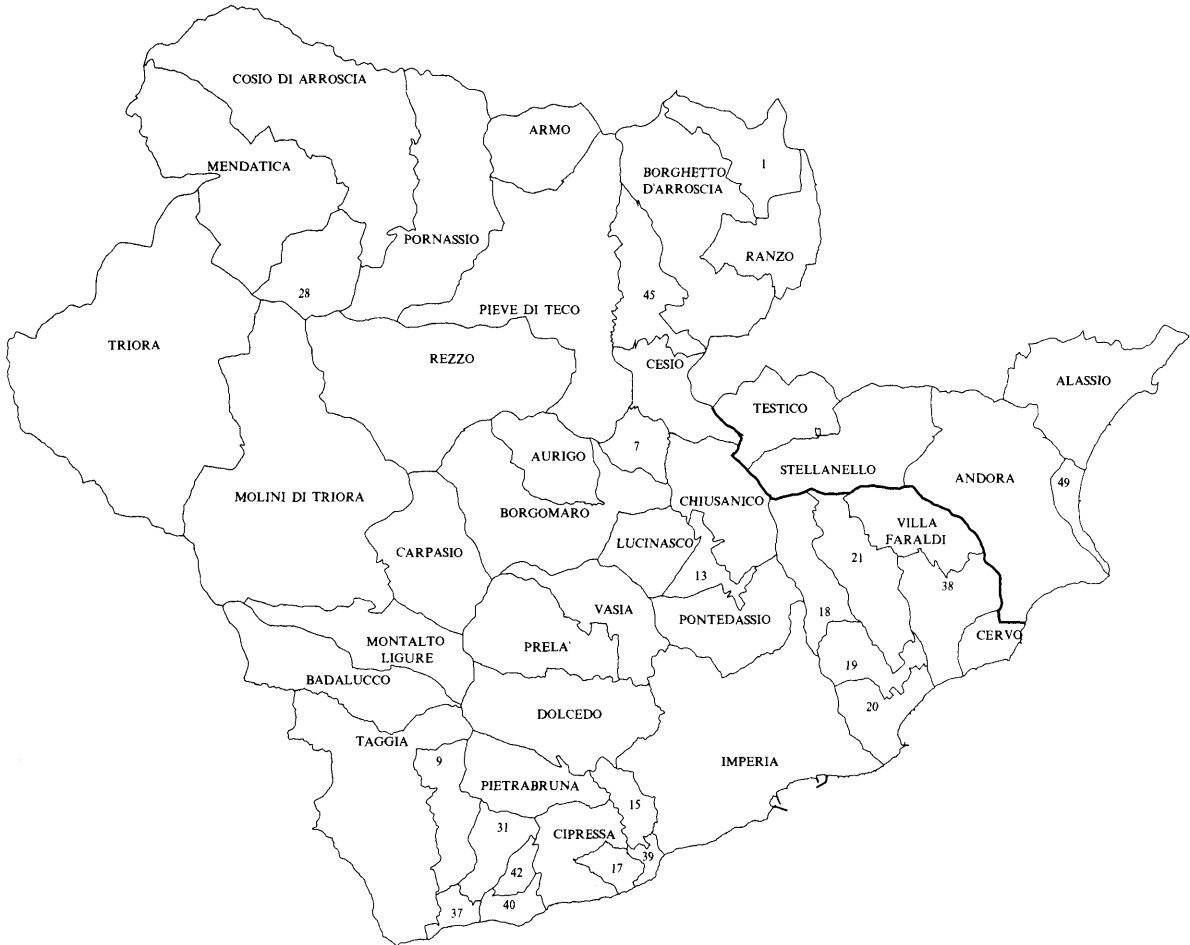 COSIO DI ARROSCIA
ARMO
MENDATICA
BORGHETTO
D'ARROSCIA
1
PORNASSIO
RANZO
28
45
PIEVE DI TECO
TRIORA
REZZO
CESIO
ALASSIO
TESTICO
7
AURIGO
STELLANELLO
ANDORA
49
MOLINI DI TRIORA
CHIUSANICO
BORGOMARO
VILLA
FARALDI
LUCINASCO
CARPASIO
21
13
38
VASIA
18
PONTEDASSIO
CERVO
MONTALTO
LIGURE
PRELA`
19
BADALUCCO
20
DOLCEDO
TAGGIA
9
IMPERIA
PIETRABRUNA
15
31
CIPRESSA
39
42
17
37
40